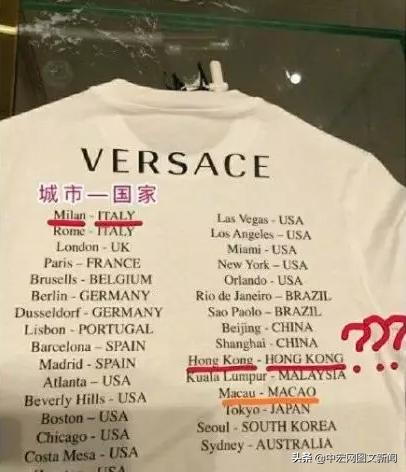 VERSACE
城市—国家
Milan - ITALY
Rome - ITALY
London - UK
Paris – FRANCE
Brusells - BELGIUM
Berlin - GERMANY
Dusseldorf - GERMANY
Lisbon - PORTUGAL
Barcelona – SPAIN
Madrid - SPAIN
Atlanta – USA
Beverly Hills - USA
Boston – USA
Chicago - USA
Costa Mesa - USA
Las Vegas - USA
Los Angeles – USA
Miami - USA
New York – USA
Orlando - USA
Rio de Janeiro – BRAZIL
Sao Paolo - BRAZIL
Beijing - CHINA
Shanghai - CHINA
Hong Kong - HONG KONG
Kuala Lumpur - MALAYSIA
Macau - MACAO
Tokyo - JAPAN
Seoul - SOUTH KOREA
Sydney - AUSTRALIA
???
头条 @中宏网图文新闻